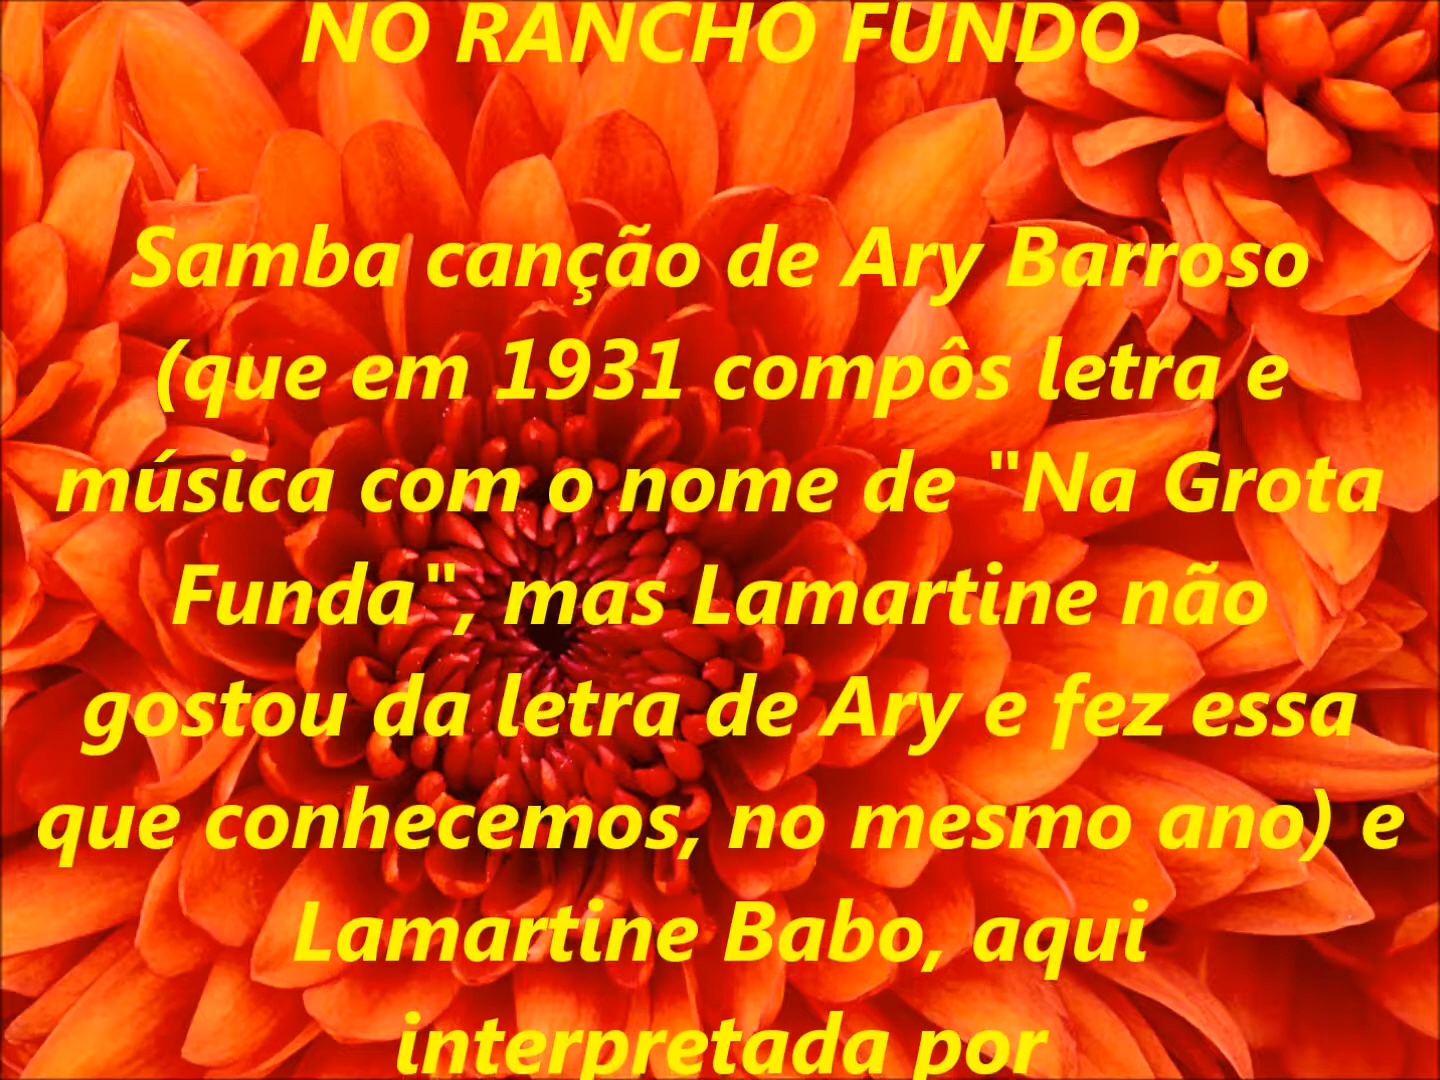 NO RANCHO FUNDO
Samba canção de Ary Barroso
(que em 1931 compôs letra e
música com o nome de "Na Grota
Funda", mas Lamartine não
gostou da letra de Ary e fez essa
que conhecemos, no mesmo ano) e
Lamartine Babo, aqui
interpretada por